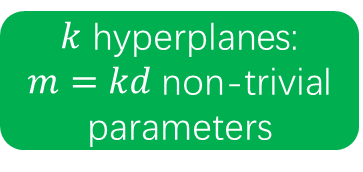 k hyperplanes:
m = kd non-trivial
parameters